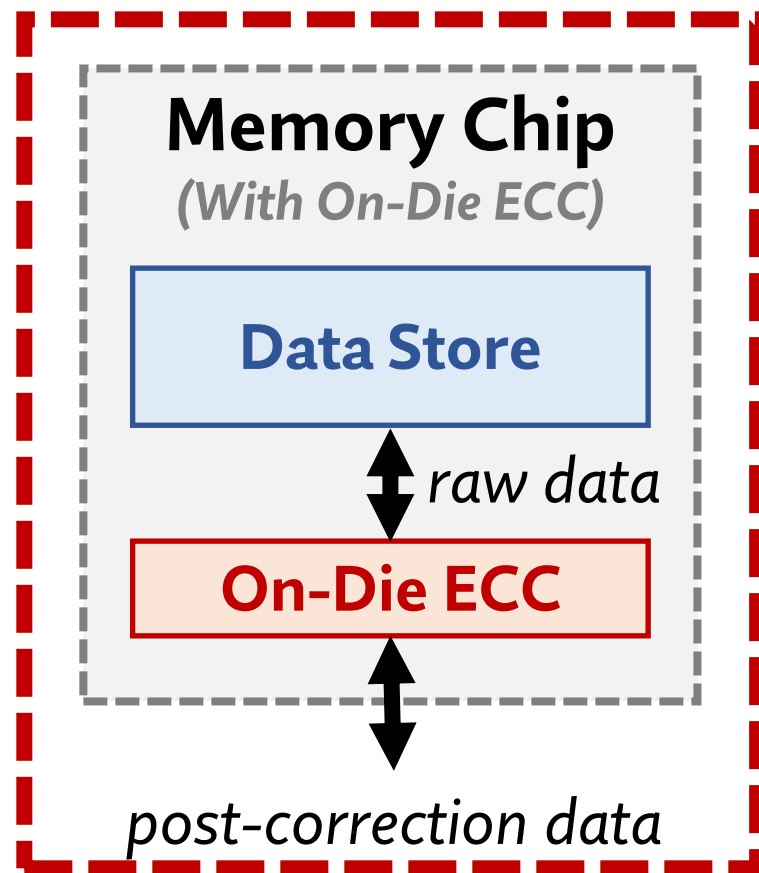 Memory Chip
(With On-Die ECC)
Data Store
raw data
On-Die ECC
post-correction data